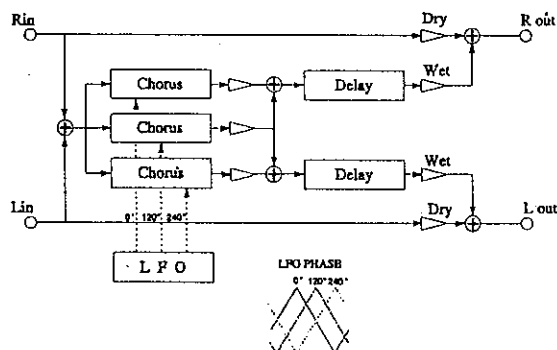 Rin
Dry
R out
Chorus
Delay
Wet
Chorus
Chorus
Delay
Wet
Lin
Dry
L out
0° 120° 240°
L F O
LFO PHASE
0° 120° 240°